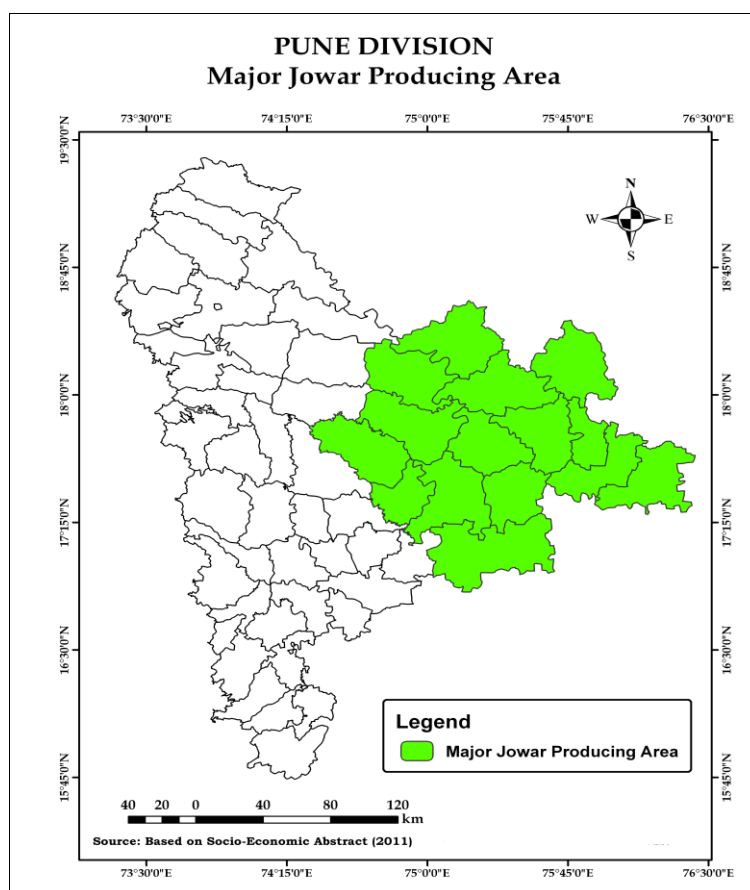 PUNE DIVISION
Major Jowar Producing Area
73°30'0"E 74°15'0"E 75°0'0"E 75°45'0"E 76°30'0"E
19°30'0"N 19°30'0"N
N
W E
S
18°45'0"N 18°45'0"N
18°0'0"N 18°0'0"N
17°15'0"N 17°15'0"N
16°30'0"N 16°30'0"N
Legend
Major Jowar Producing Area
15°45'0"N 15°45'0"N
40 20 0 40 80 120
km
Source: Based on Socio-Economic Abstract (2011)
73°30'0"E 74°15'0"E 75°0'0"E 75°45'0"E 76°30'0"E